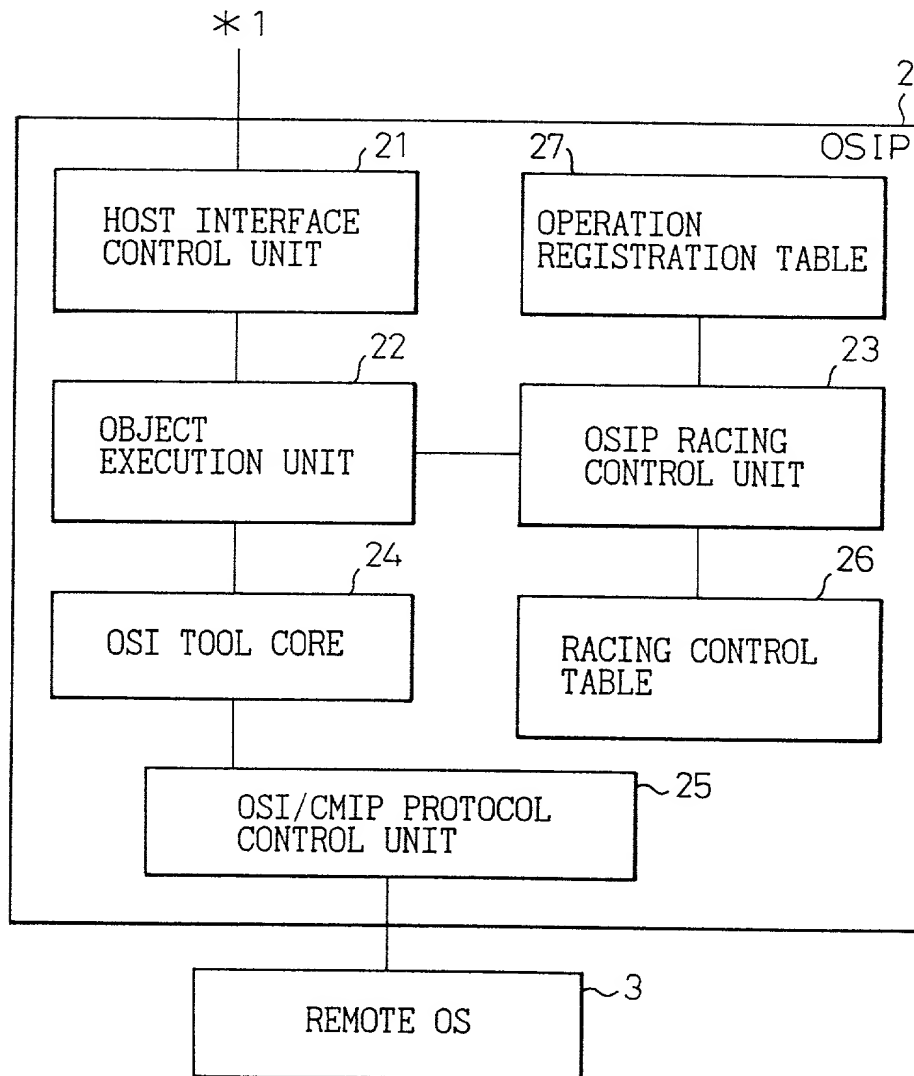 *1
2
OSIP
21
HOST INTERFACE
CONTROL UNIT
27
OPERATION
REGISTRATION TABLE
22
OBJECT
EXECUTION UNIT
23
OSIP RACING
CONTROL UNIT
24
OSI TOOL CORE
26
RACING CONTROL
TABLE
25
OSI/CMIP PROTOCOL
CONTROL UNIT
3
REMOTE OS